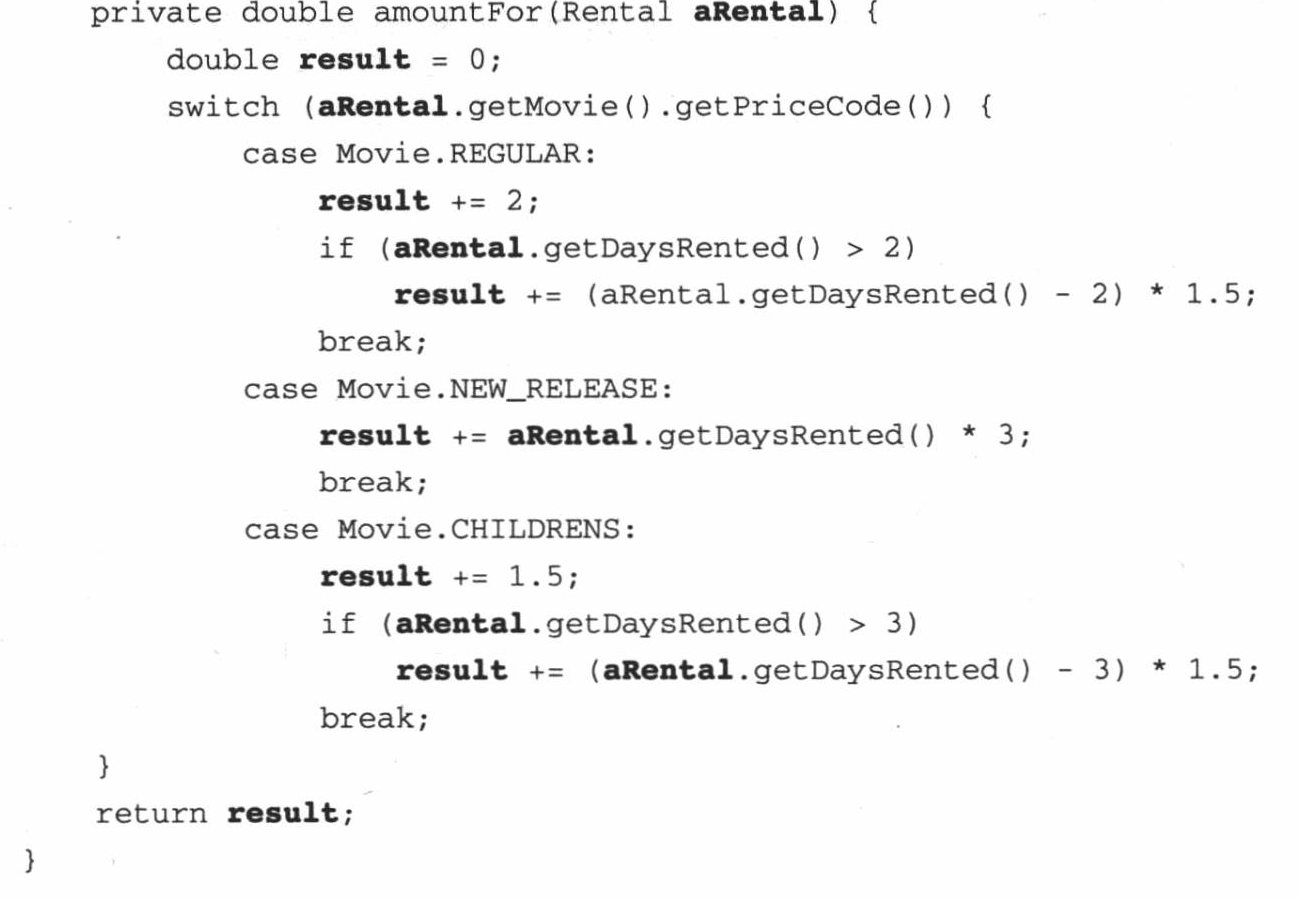 private double amountFor(Rental aRental) {
double result = 0;
switch (aRental.getMovie().getPriceCode()) {
case Movie.REGULAR:
result += 2;
if (aRental.getDaysRented() > 2)
result += (aRental.getDaysRented() - 2) * 1.5;
break;
case Movie.NEW_RELEASE:
result += aRental.getDaysRented() * 3;
break;
case Movie.CHILDRENS:
result += 1.5;
if (aRental.getDaysRented() > 3)
result += (aRental.getDaysRented() - 3) * 1.5;
break;
}
return result;
}